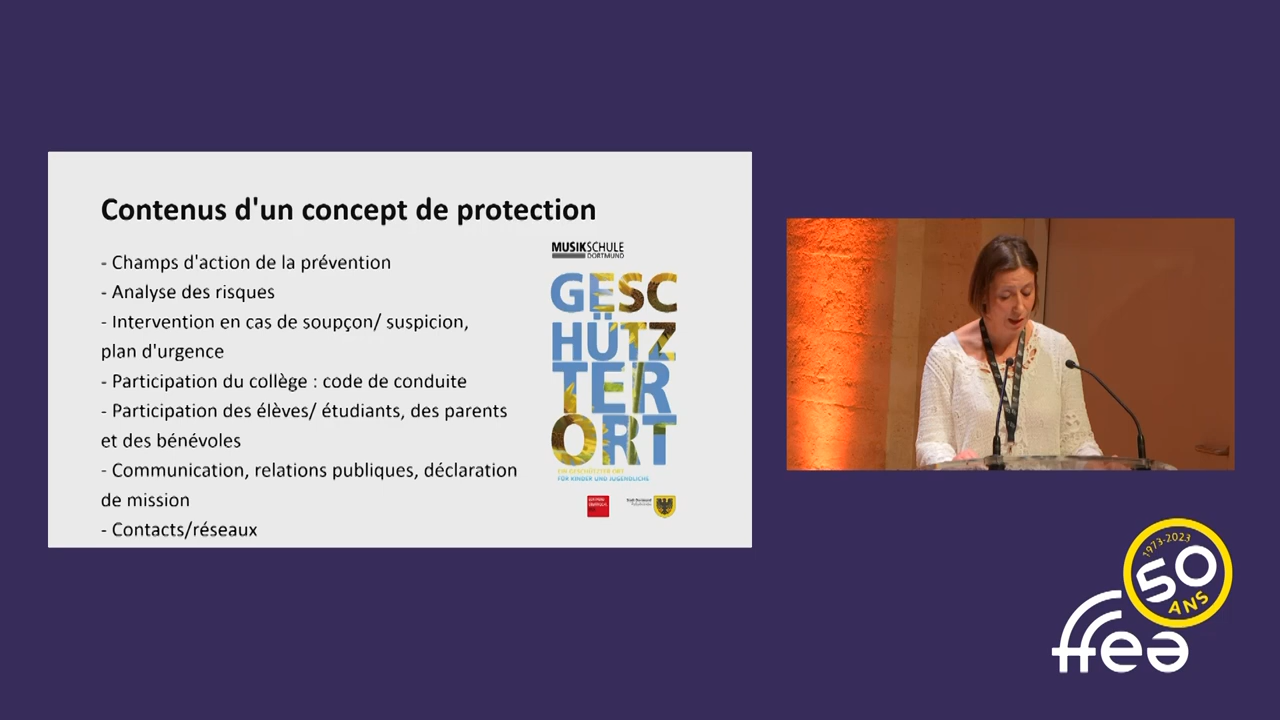 Contenus d'un concept de protection
- Champs d'action de la prévention
- Analyse des risques
- Intervention en cas de soupçon/ suspicion,
plan d'urgence
- Participation du collège : code de conduite
- Participation des élèves/ étudiants, des parents
et des bénévoles
- Communication, relations publiques, déclaration
de mission
- Contacts/réseaux
MUSIKSCHULE
DORTMUND
GESC
HÜTZ
TER
ORT
EIN GESCHÜTZTER ORT
FÜR KINDER UND JUGENDLICHE
1973-2023
50
ANS
ffea